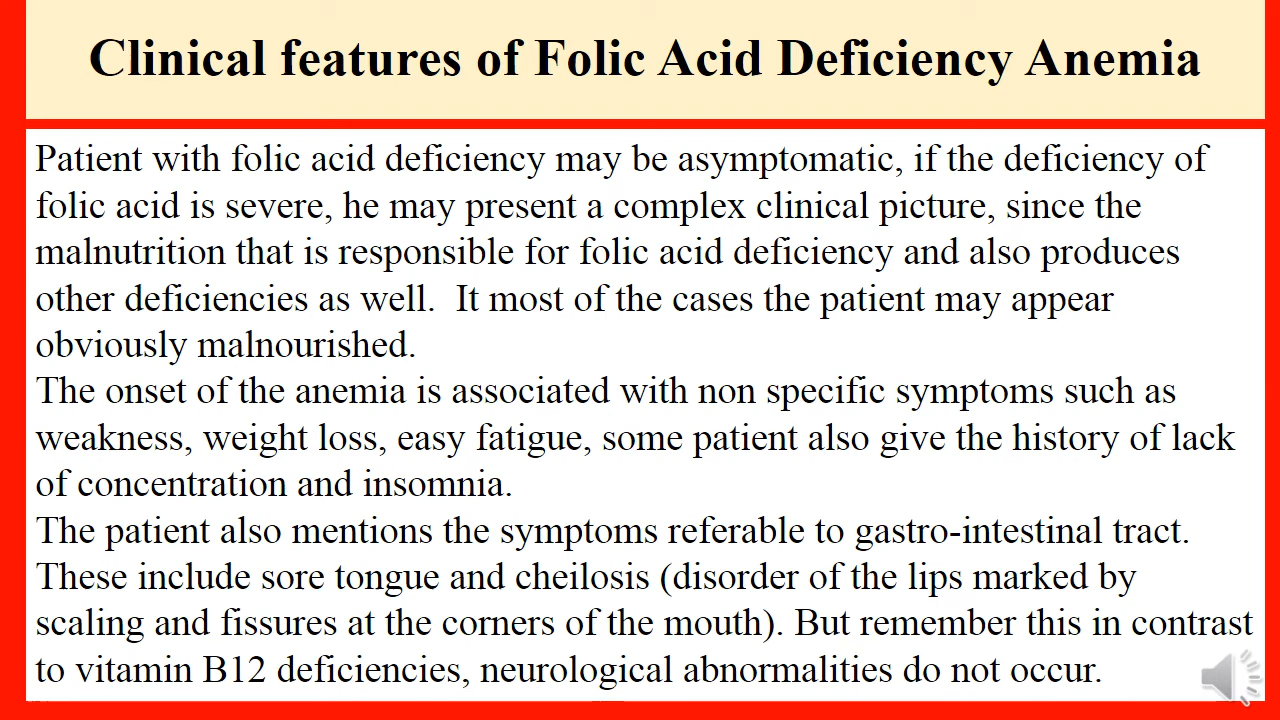 Clinical features of Folic Acid Deficiency Anemia
Patient with folic acid deficiency may be asymptomatic, if the deficiency of
folic acid is severe, he may present a complex clinical picture, since the
malnutrition that is responsible for folic acid deficiency and also produces
other deficiencies as well.  It most of the cases the patient may appear
obviously malnourished.
The onset of the anemia is associated with non specific symptoms such as
weakness, weight loss, easy fatigue, some patient also give the history of lack
of concentration and insomnia.
The patient also mentions the symptoms referable to gastro-intestinal tract.
These include sore tongue and cheilosis (disorder of the lips marked by
scaling and fissures at the corners of the mouth). But remember this in contrast
to vitamin B12 deficiencies, neurological abnormalities do not occur.